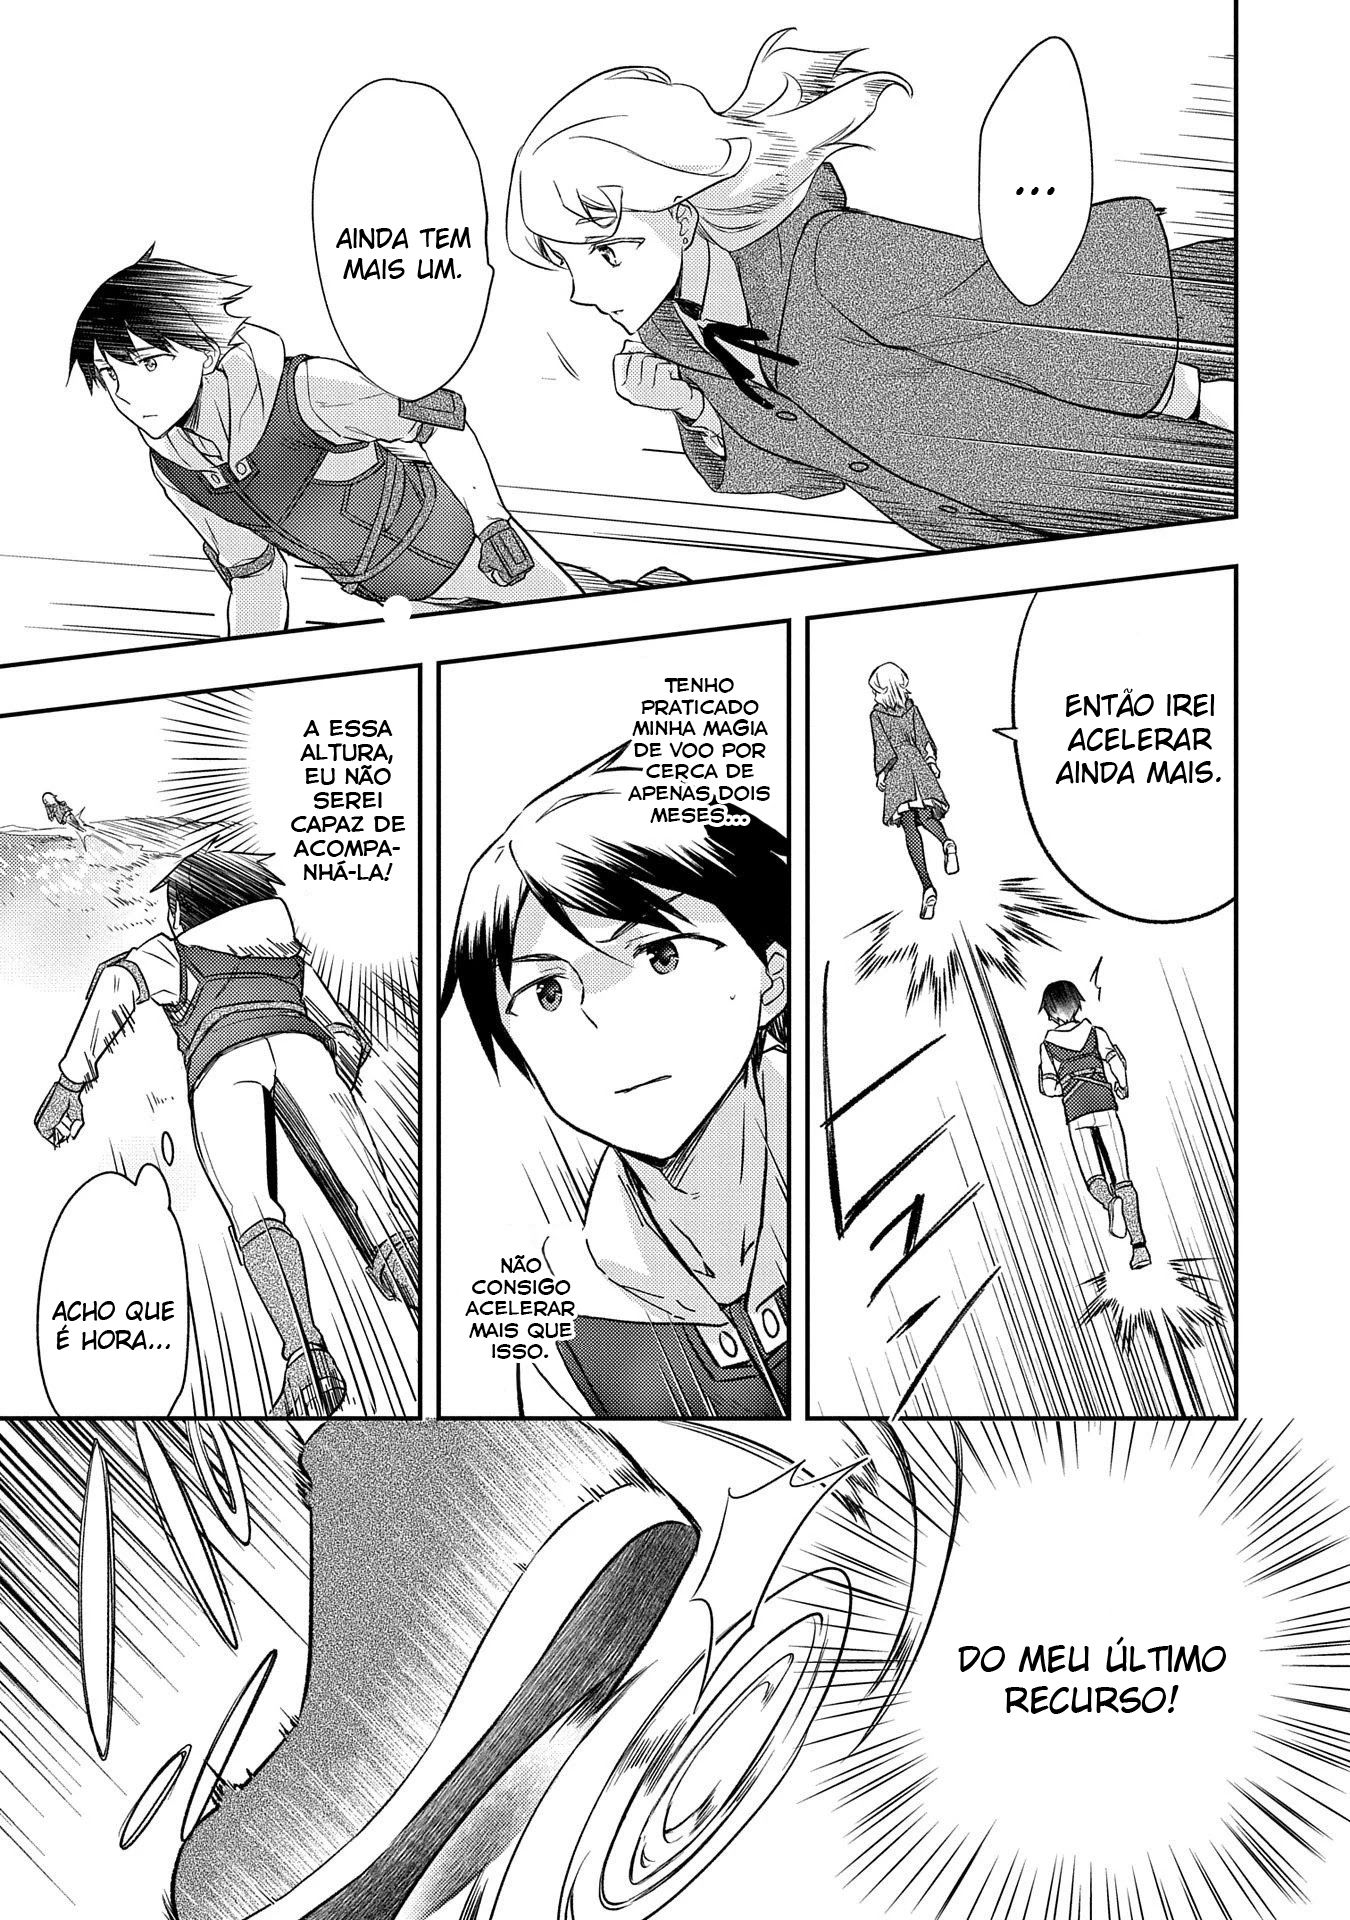 ...
AINDA TEM
MAIS UM.
ENTÃO IREI
ACELERAR
AINDA MAIS.
TENHO
PRATICADO
MINHA MAGIA
DE VOO POR
CERCA DE
APENAS DOIS
MESES...
NÃO
CONSIGO
ACELERAR
MAIS QUE
ISSO.
A ESSA
ALTURA,
EU NÃO
SEREI
CAPAZ DE
ACOMPA-
NHÁ-LA!
ACHO QUE
É HORA...
DO MEU ÚLTIMO
RECURSO!